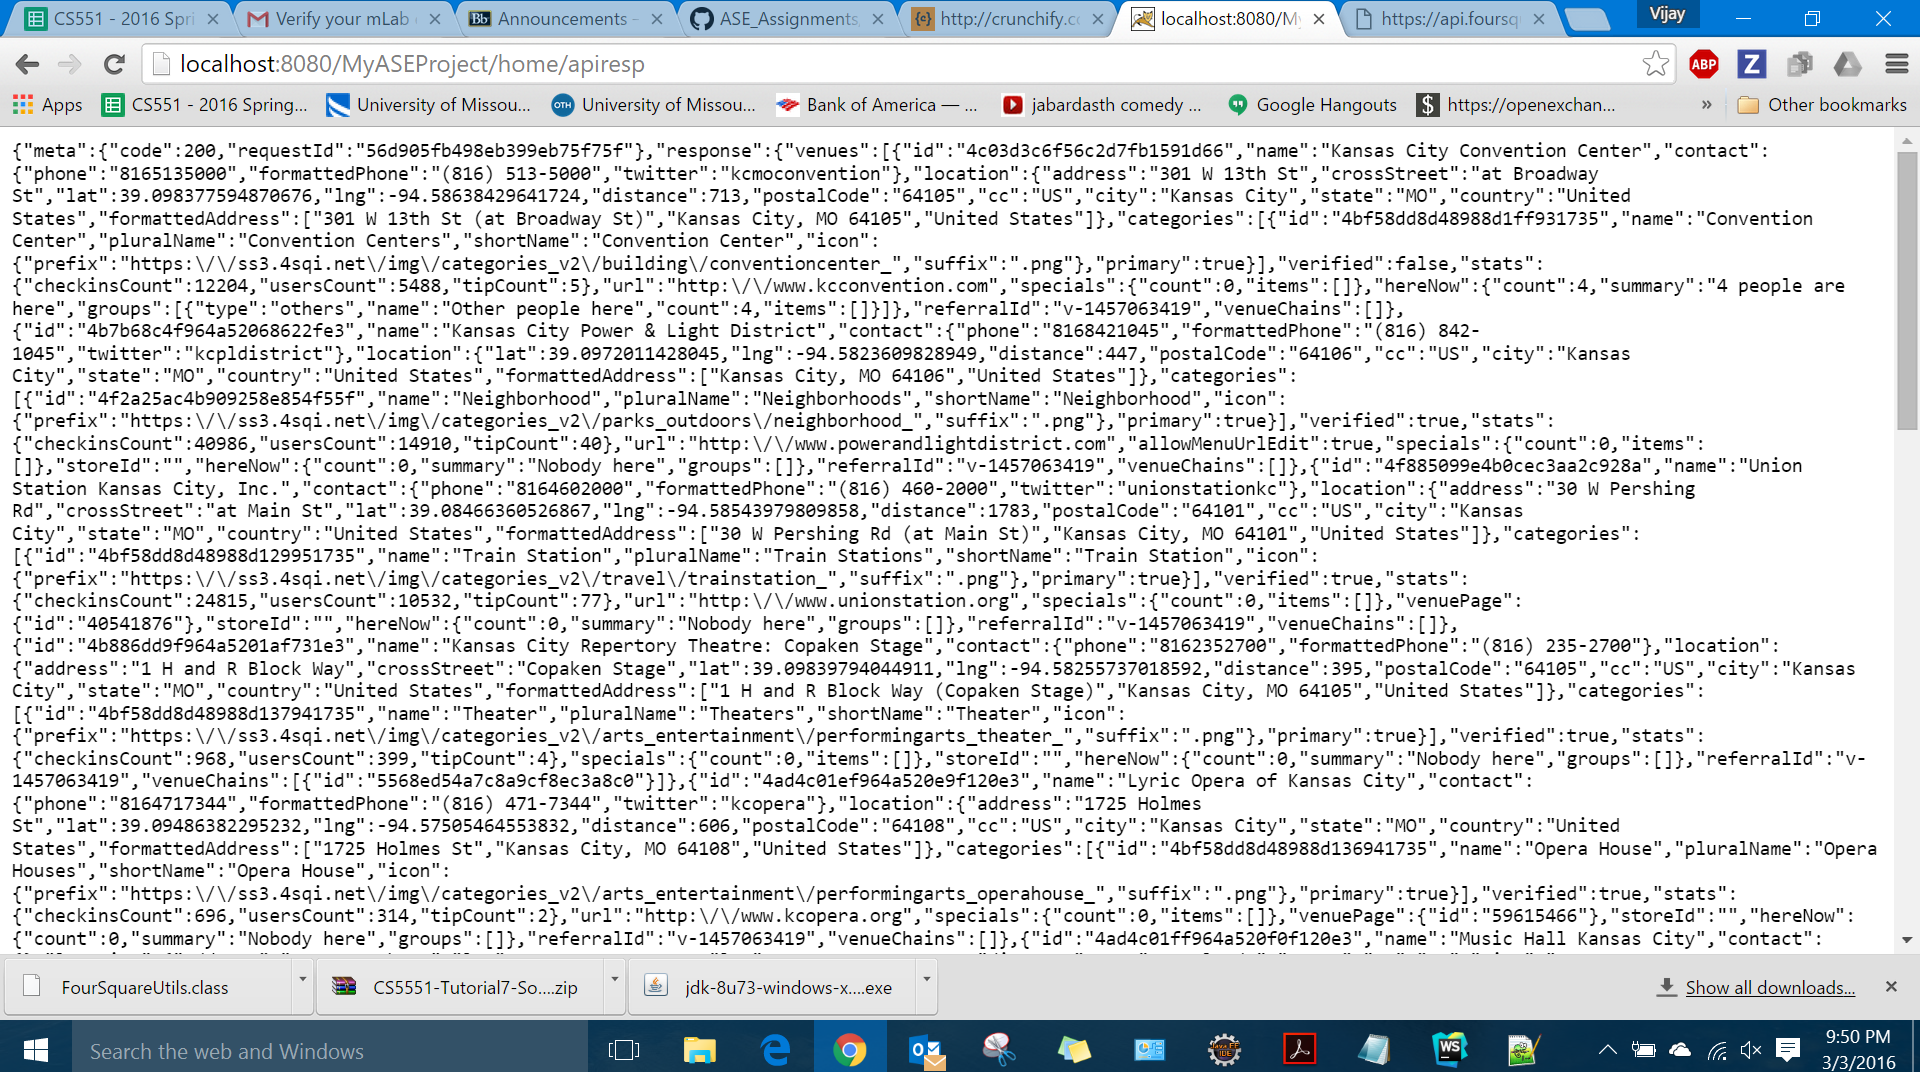 CS551 - 2016 Spri
Verify your mLab
Announcements -
ASE_Assignments
http://crunchify.co
localhost:8080/My
https://api.foursq
Vijay
localhost:8080/MyASEProject/home/apiresp
ABP
Z
Apps
CS551 - 2016 Spring...
University of Missou...
OTH
University of Missou...
Bank of America — ...
jabardasth comedy ...
Google Hangouts
$
https://openexchan...
»
Other bookmarks
{"meta":{"code":200,"requestId":"56d905fb498eb399eb75f75f"},"response":{"venues":[{"id":"4c03d3c6f56c2d7fb1591d66","name":"Kansas City Convention Center","contact":
{"phone":"8165135000","formattedPhone":"(816) 513-5000","twitter":"kcmoconvention"},"location":{"address":"301 W 13th St","crossStreet":"at Broadway
St","lat":39.098377594870676,"lng":-94.58638429641724,"distance":713,"postalCode":"64105","cc":"US","city":"Kansas City","state":"MO","country":"United
States","formattedAddress":["301 W 13th St (at Broadway St)","Kansas City, MO 64105","United States"]},"categories":[{"id":"4bf58dd8d48988d1ff931735","name":"Convention
Center","pluralName":"Convention Centers","shortName":"Convention Center","icon":
{"prefix":"https:\/\/ss3.4sqi.net\/img\/categories_v2\/building\/conventioncenter_","suffix":".png"},"primary":true}],"verified":false,"stats":
{"checkinsCount":12204,"usersCount":5488,"tipCount":5},"url":"http:\/\/www.kcconvention.com","specials":{"count":0,"items":[]},"hereNow":{"count":4,"summary":"4 people are
here","groups":[{"type":"others","name":"Other people here","count":4,"items":[]}]},"referralId":"v-1457063419","venueChains":[]},
{"id":"4b7b68c4f964a52068622fe3","name":"Kansas City Power & Light District","contact":{"phone":"8168421045","formattedPhone":"(816) 842-
1045","twitter":"kcpldistrict"},"location":{"lat":39.0972011428045,"lng":-94.5823609828949,"distance":447,"postalCode":"64106","cc":"US","city":"Kansas
City","state":"MO","country":"United States","formattedAddress":["Kansas City, MO 64106","United States"]},"categories":
[{"id":"4f2a25ac4b909258e854f55f","name":"Neighborhood","pluralName":"Neighborhoods","shortName":"Neighborhood","icon":
{"prefix":"https:\/\/ss3.4sqi.net\/img\/categories_v2\/parks_outdoors\/neighborhood_","suffix":".png"},"primary":true}],"verified":true,"stats":
{"checkinsCount":40986,"usersCount":14910,"tipCount":40},"url":"http:\/\/www.powerandlightdistrict.com","allowMenuUrlEdit":true,"specials":{"count":0,"items":
[]},"storeId":"","hereNow":{"count":0,"summary":"Nobody here","groups":[]},"referralId":"v-1457063419","venueChains":[]},{"id":"4f885099e4b0cec3aa2c928a","name":"Union
Station Kansas City, Inc.","contact":{"phone":"8164602000","formattedPhone":"(816) 460-2000","twitter":"unionstationkc"},"location":{"address":"30 W Pershing
Rd","crossStreet":"at Main St","lat":39.08466360526867,"lng":-94.58543979809858,"distance":1783,"postalCode":"64101","cc":"US","city":"Kansas
City","state":"MO","country":"United States","formattedAddress":["30 W Pershing Rd (at Main St)","Kansas City, MO 64101","United States"]},"categories":
[{"id":"4bf58dd8d48988d129951735","name":"Train Station","pluralName":"Train Stations","shortName":"Train Station","icon":
{"prefix":"https:\/\/ss3.4sqi.net\/img\/categories_v2\/travel\/trainstation_","suffix":".png"},"primary":true}],"verified":true,"stats":
{"checkinsCount":24815,"usersCount":10532,"tipCount":77},"url":"http:\/\/www.unionstation.org","specials":{"count":0,"items":[]},"venuePage":
{"id":"40541876"},"storeId":"","hereNow":{"count":0,"summary":"Nobody here","groups":[]},"referralId":"v-1457063419","venueChains":[]},
{"id":"4b886dd9f964a5201af731e3","name":"Kansas City Repertory Theatre: Copaken Stage","contact":{"phone":"8162352700","formattedPhone":"(816) 235-2700"},"location":
{"address":"1 H and R Block Way","crossStreet":"Copaken Stage","lat":39.09839794044911,"lng":-94.58255737018592,"distance":395,"postalCode":"64105","cc":"US","city":"Kansas
City","state":"MO","country":"United States","formattedAddress":["1 H and R Block Way (Copaken Stage)","Kansas City, MO 64105","United States"]},"categories":
[{"id":"4bf58dd8d48988d137941735","name":"Theater","pluralName":"Theaters","shortName":"Theater","icon":
{"prefix":"https:\/\/ss3.4sqi.net\/img\/categories_v2\/arts_entertainment\/performingarts_theater_","suffix":".png"},"primary":true}],"verified":true,"stats":
{"checkinsCount":968,"usersCount":399,"tipCount":4},"specials":{"count":0,"items":[]},"storeId":"","hereNow":{"count":0,"summary":"Nobody here","groups":[]},"referralId":"v-
1457063419","venueChains":[{"id":"5568ed54a7c8a9cf8ec3a8c0"}]},{"id":"4ad4c01ef964a520e9f120e3","name":"Lyric Opera of Kansas City","contact":
{"phone":"8164717344","formattedPhone":"(816) 471-7344","twitter":"kcopera"},"location":{"address":"1725 Holmes
St","lat":39.09486382295232,"lng":-94.57505464553832,"distance":606,"postalCode":"64108","cc":"US","city":"Kansas City","state":"MO","country":"United
States","formattedAddress":["1725 Holmes St","Kansas City, MO 64108","United States"]},"categories":[{"id":"4bf58dd8d48988d136941735","name":"Opera House","pluralName":"Opera
Houses","shortName":"Opera House","icon":
{"prefix":"https:\/\/ss3.4sqi.net\/img\/categories_v2\/arts_entertainment\/performingarts_operahouse_","suffix":".png"},"primary":true}],"verified":true,"stats":
{"checkinsCount":696,"usersCount":314,"tipCount":2},"url":"http:\/\/www.kcopera.org","specials":{"count":0,"items":[]},"venuePage":{"id":"59615466"},"storeId":"","hereNow":
{"count":0,"summary":"Nobody here","groups":[]},"referralId":"v-1457063419","venueChains":[]},{"id":"4ad4c01ff964a520f0f120e3","name":"Music Hall Kansas City","contact":
FourSquareUtils.class
CS5551-Tutorial7-So....zip
jdk-8u73-windows-x....exe
Show all downloads...
Search the web and Windows
9:50 PM
3/3/2016